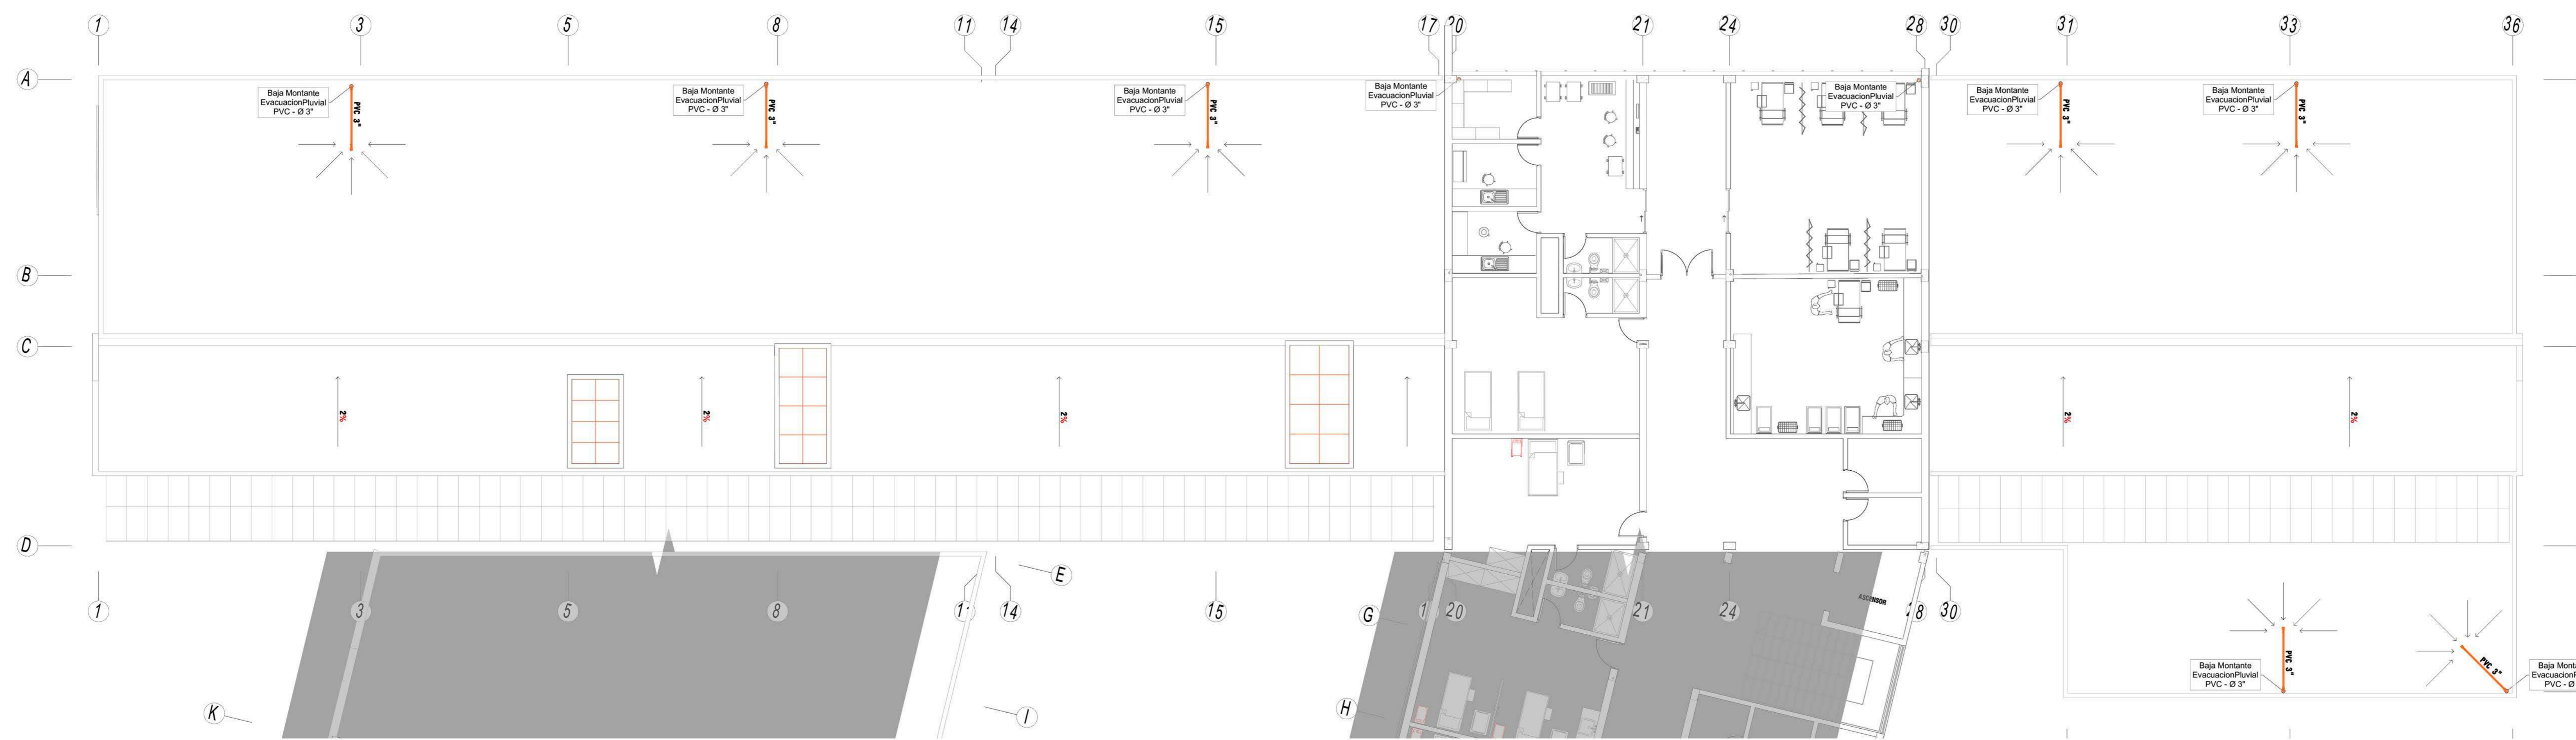 1
3
5
8
11
14
15
17
20
21
24
28
30
31
33
36
A
Baja Montante
EvacuacionPluvial
PVC - Ø 3"
PVC 3"
Baja Montante
EvacuacionPluvial
PVC - Ø 3"
PVC 3"
Baja Montante
EvacuacionPluvial
PVC - Ø 3"
PVC 3"
Baja Montante
EvacuacionPluvial
PVC - Ø 3"
Baja Montante
EvacuacionPluvial
PVC - Ø 3"
Baja Montante
EvacuacionPluvial
PVC - Ø 3"
PVC 3"
Baja Montante
EvacuacionPluvial
PVC - Ø 3"
PVC 3"
B
C
2%
2%
2%
2%
2%
D
E
1
3
5
8
14
15
20
21
24
30
ASCENSOR
G
H
I
K
Baja Montante
EvacuacionPluvial
PVC - Ø 3"
PVC 3"
PVC 3"
Baja
PVC - Ø